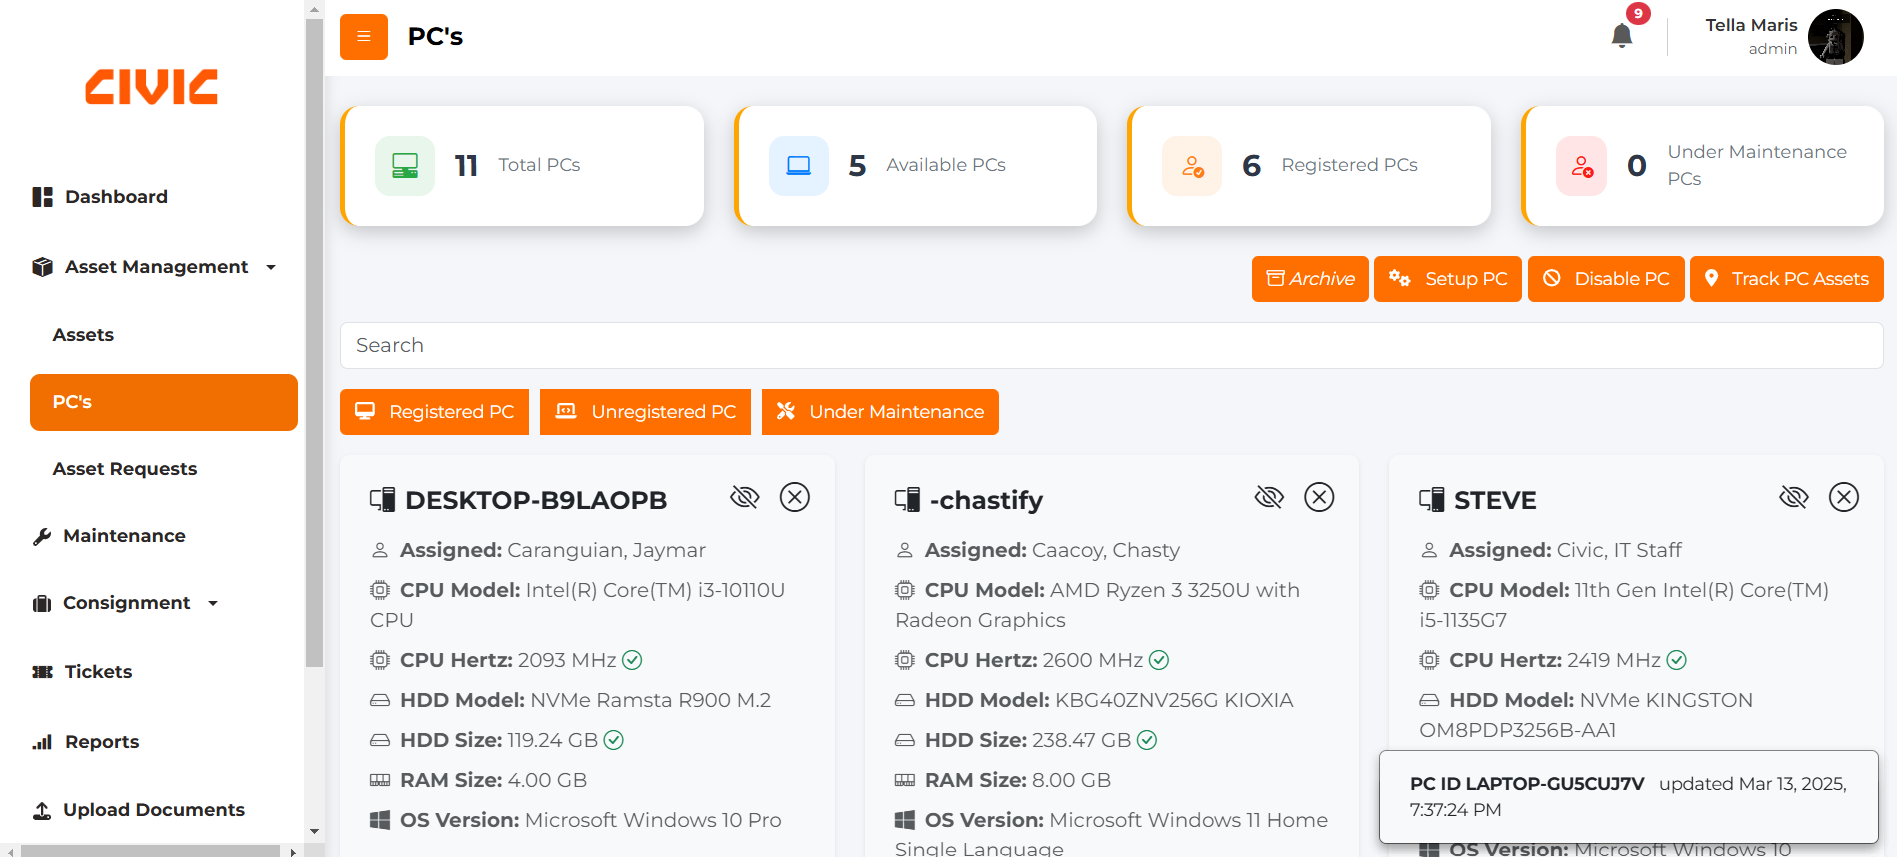 CIVIC
Dashboard
Asset Management
Assets
PC's
Asset Requests
Maintenance
Consignment
Tickets
Reports
Upload Documents
PC's
9
Tella Maris
admin
11 Total PCs
5 Available PCs
6 Registered PCs
0 Under Maintenance
PCs
Archive
Setup PC
Disable PC
Track PC Assets
Search
Registered PC
Unregistered PC
Under Maintenance
DESKTOP-B9LAOPB
Assigned: Caranguian, Jaymar
CPU Model: Intel(R) Core(TM) i3-10110U
CPU
CPU Hertz: 2093 MHz
HDD Model: NVMe Ramsta R900 M.2
HDD Size: 119.24 GB
RAM Size: 4.00 GB
OS Version: Microsoft Windows 10 Pro
-chastify
Assigned: Caacoy, Chasty
CPU Model: AMD Ryzen 3 3250U with
Radeon Graphics
CPU Hertz: 2600 MHz
HDD Model: KBG40ZNV256G KIOXIA
HDD Size: 238.47 GB
RAM Size: 8.00 GB
OS Version: Microsoft Windows 11 Home
Single Language
STEVE
Assigned: Civic, IT Staff
CPU Model: 11th Gen Intel(R) Core(TM)
i5-1135G7
CPU Hertz: 2419 MHz
HDD Model: NVMe KINGSTON
OM8PDP3256B-AA1
PC ID LAPTOP-GU5CUJ7V updated Mar 13, 2025,
7:37:24 PM
OS Version: Microsoft Windows 10